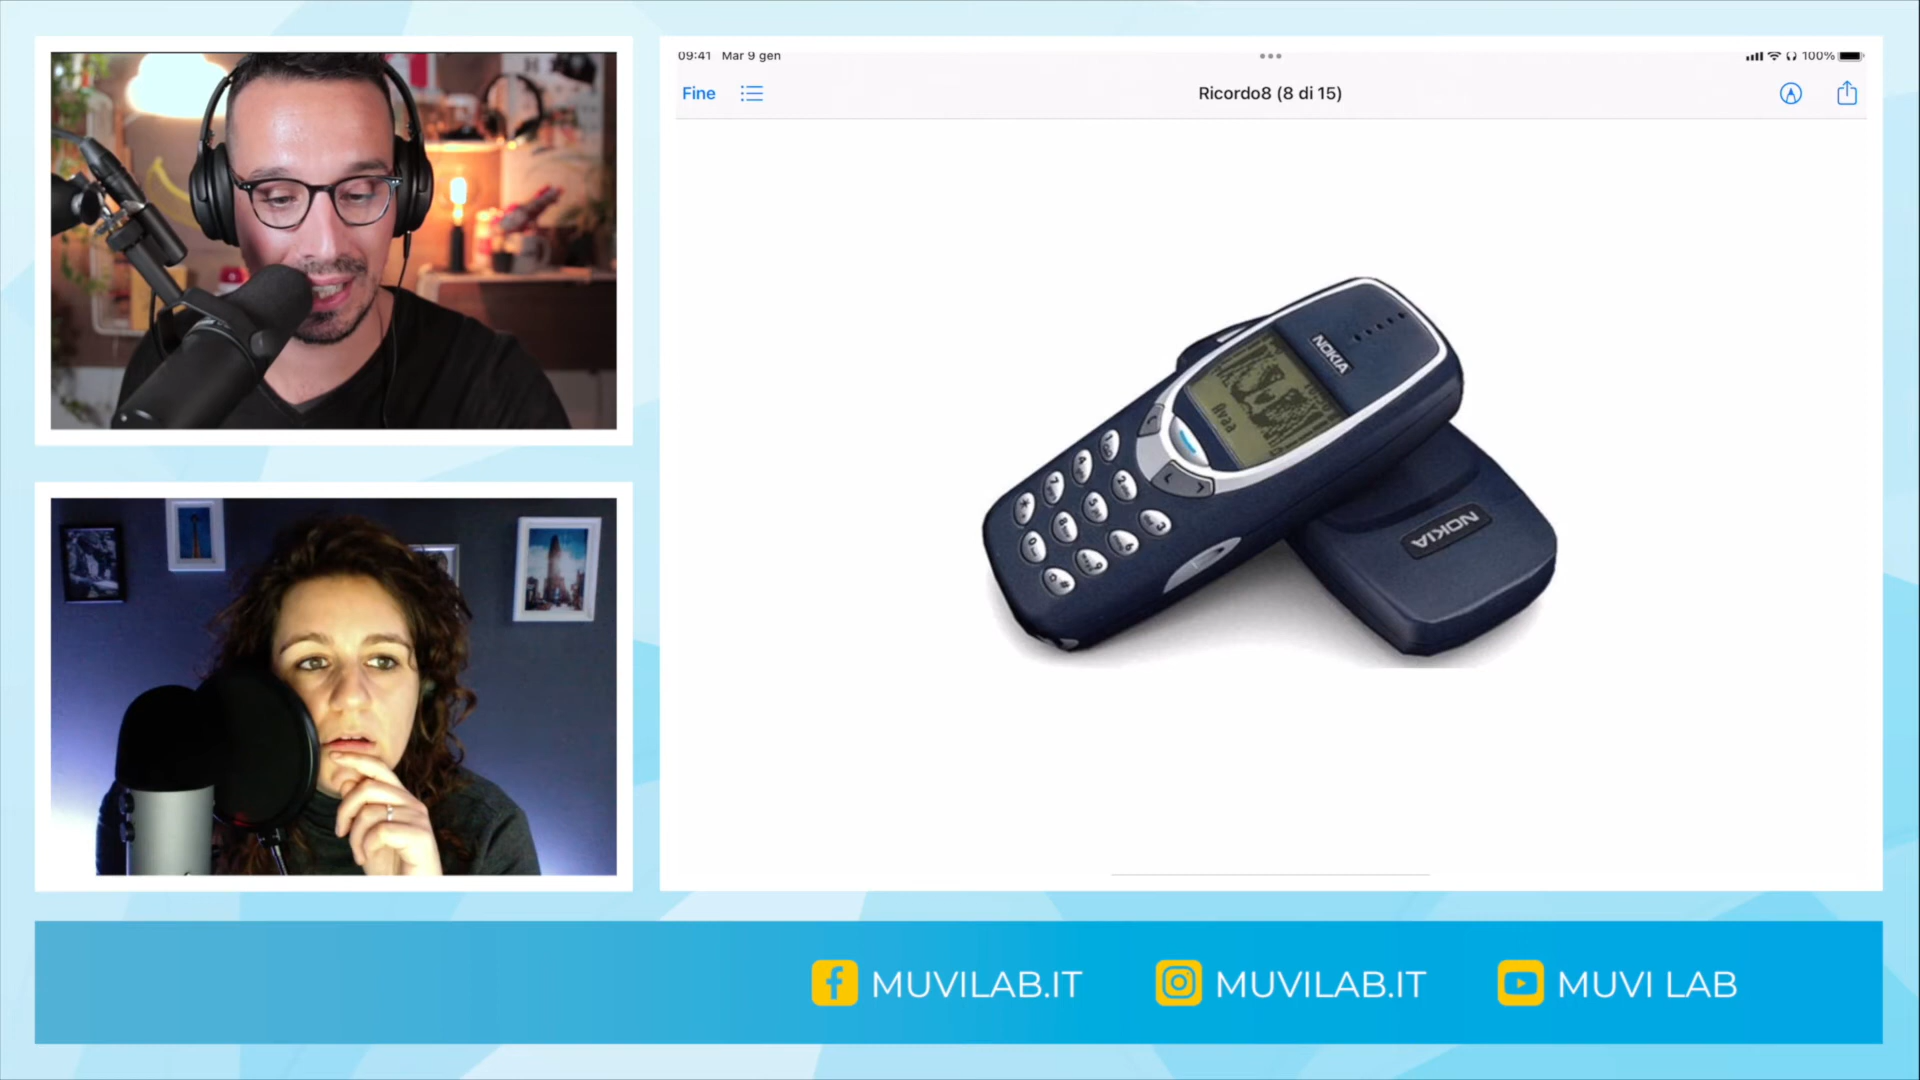 09:41 Mar 9 gen
100%
Fine
Ricordo8 (8 di 15)
NOKIA
Avaa
NOKIA
MUVILAB.IT
MUVILAB.IT
MUVI LAB